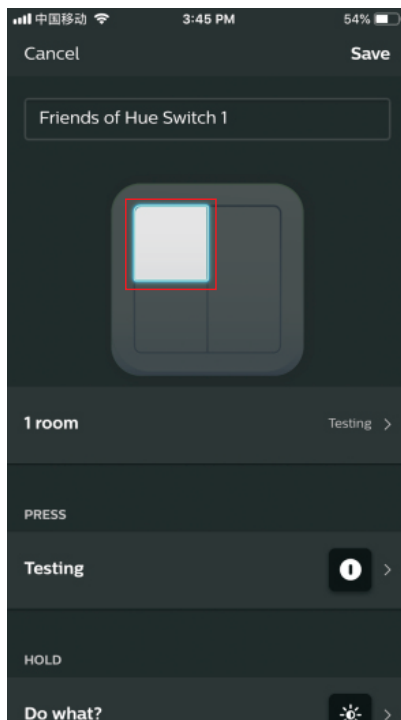 中国移动 3:45 PM 54%
Cancel Save
Friends of Hue Switch 1
1 room Testing
PRESS
Testing
HOLD
Do what?